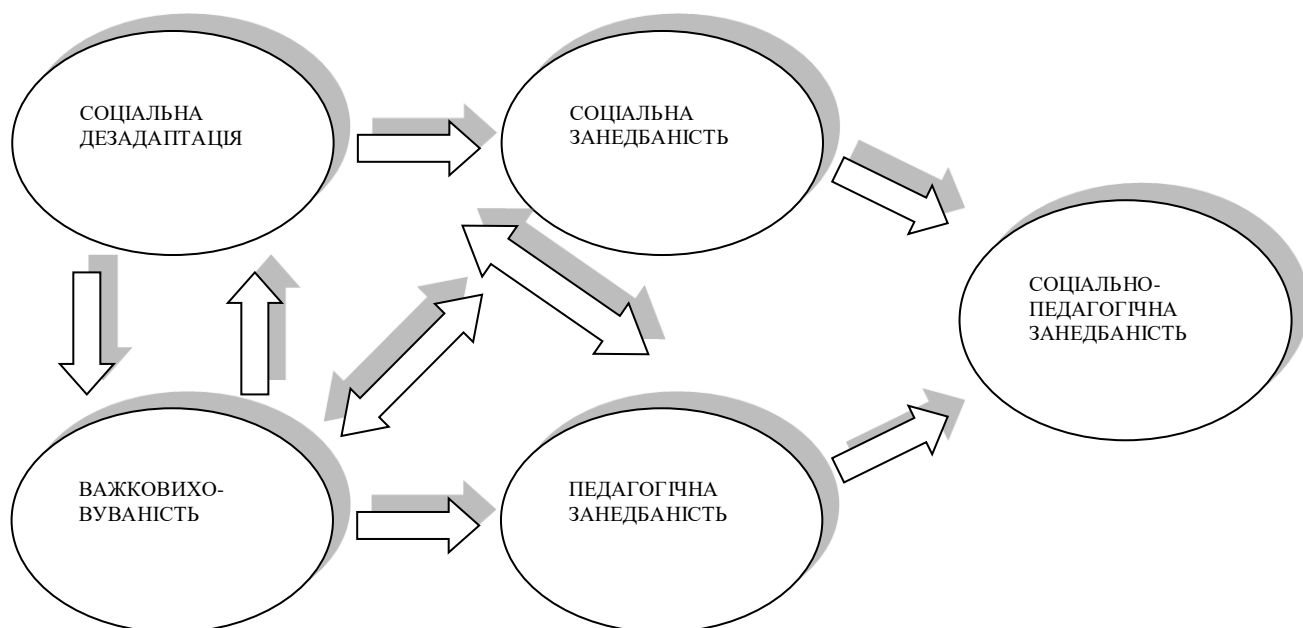 СОЦІАЛЬНА
ДЕЗАДАПТАЦІЯ
СОЦІАЛЬНА
ЗАНЕДБАНІСТЬ
СОЦІАЛЬНО-
ПЕДАГОГІЧНА
ЗАНЕДБАНІСТЬ
ВАЖКОВИХО-
ВУВАНІСТЬ
ПЕДАГОГІЧНА
ЗАНЕДБАНІСТЬ